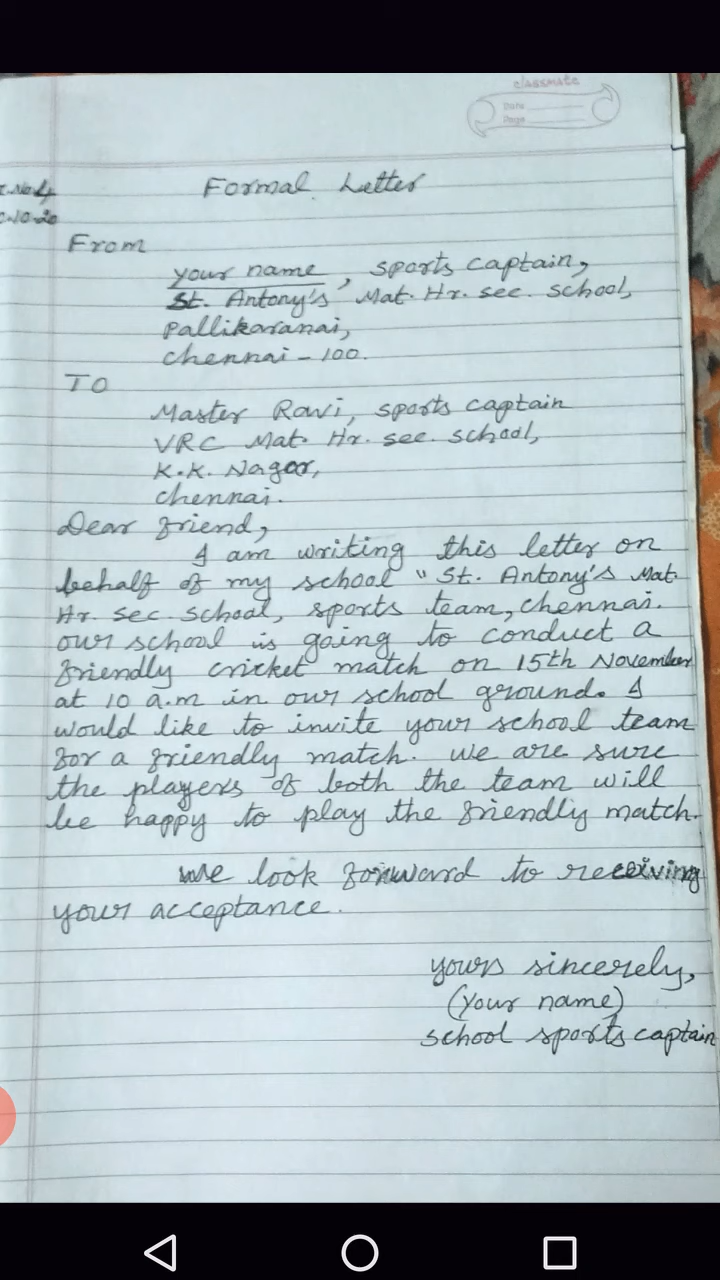 classmate
Date
Page
Formal Letter
From
your name, sports captain,
St. Antony's Mat. Hr. sec. school,
Pallikaranai,
chennai - 100.
To
Master Ravi, sports captain
VRC Mat. Hr. sec. school,
K.K. Nagar,
chennai.
Dear friend,
I am writing this letter on
behalf of my school "St. Antony's Mat.
Hr. sec. school, sports team, chennai.
our school is going to conduct a
friendly cricket match on 15th November
at 10 a.m in our school ground. I
would like to invite your school team
for a friendly match. we are sure
the players of both the team will
be happy to play the friendly match.
we look forward to receiving
your acceptance.
yours sincerely,
(your name)
school sports captain